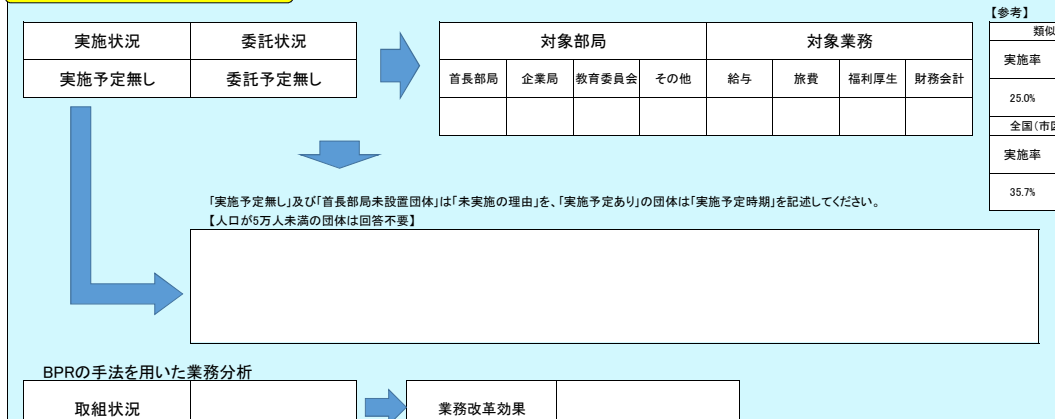 【参考】
実施状況 委託状況 対象部局 対象業務 類似
実施予定無し 委託予定無し 首長部局 企業局 教育委員会 その他 給与 旅費 福利厚生 財務会計 実施率
25.0%
全国(市区
実施率
35.7%
「実施予定無し」及び「首長部局未設置団体」は「未実施の理由」を、「実施予定あり」の団体は「実施予定時期」を記述してください。
【人口が5万人未満の団体は回答不要】
BPRの手法を用いた業務分析
取組状況 業務改革効果